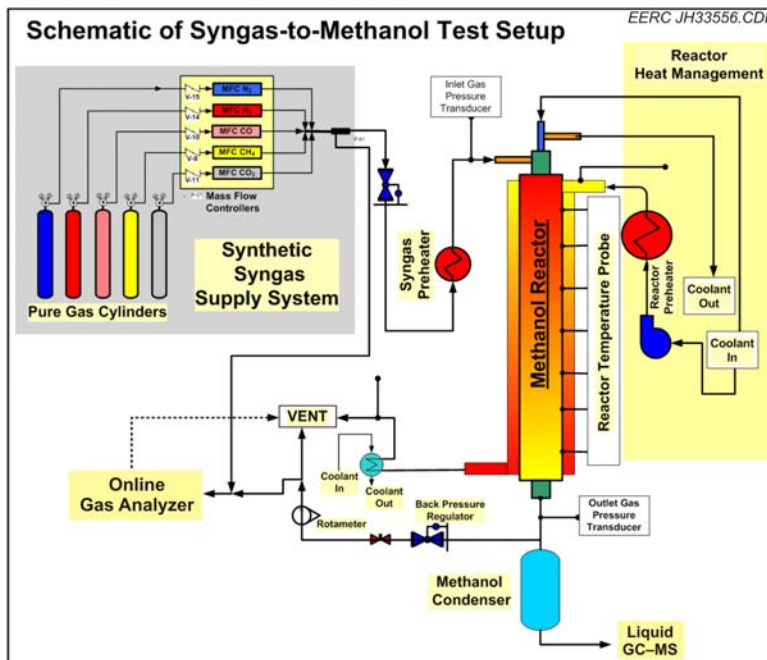 EERC JH33556.CDR
Schematic of Syngas-to-Methanol Test Setup
Reactor
Heat Management
Inlet Gas
Pressure
Transducer
V-15
MFC N₂
V-14
MFC H₂
V-10
MFC CO
V-9
MFC CH₄
V-11
MFC CO₂
Mass Flow
Controllers
Synthetic
Syngas
Supply System
Pure Gas Cylinders
Syngas
Preheater
Methanol Reactor
Reactor Temperature Probe
Reactor
Preheater
Coolant
Out
Coolant
In
VENT
Online
Gas Analyzer
Coolant
In
Coolant
Out
Rotameter
Back Pressure
Regulator
Outlet Gas
Pressure
Transducer
Methanol
Condenser
Liquid
GC–MS